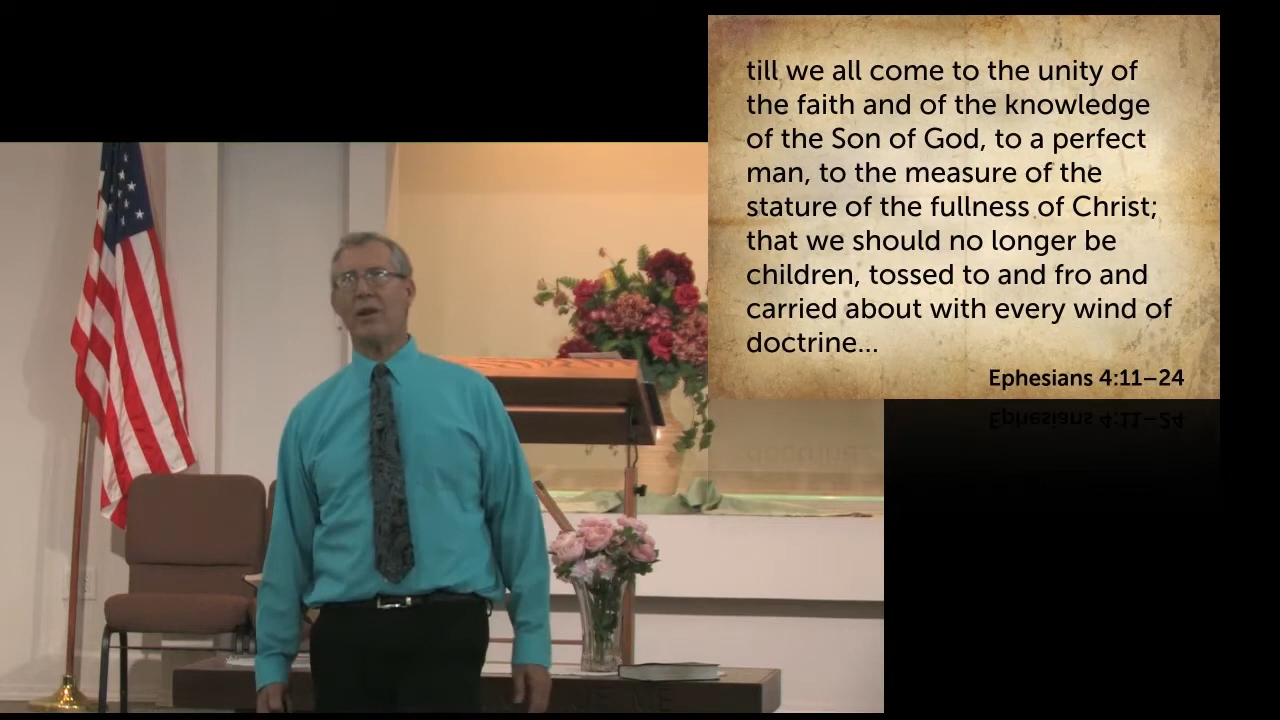 till we all come to the unity of
the faith and of the knowledge
of the Son of God, to a perfect
man, to the measure of the
stature of the fullness of Christ;
that we should no longer be
children, tossed to and fro and
carried about with every wind of
doctrine...
Ephesians 4:11–24